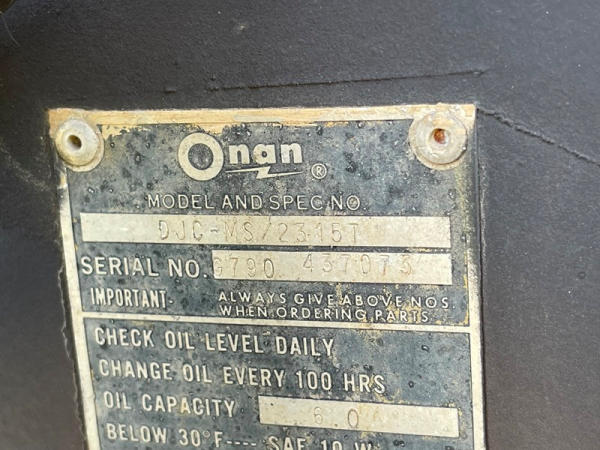 Onan ®
MODEL AND SPEC NO.
DJC-MS/2315T
SERIAL NO. G790 437073
IMPORTANT- ALWAYS GIVE ABOVE NOS.
WHEN ORDERING PARTS
CHECK OIL LEVEL DAILY
CHANGE OIL EVERY 100 HRS
OIL CAPACITY 6.0
BELOW 30°F---- SAE 10 W